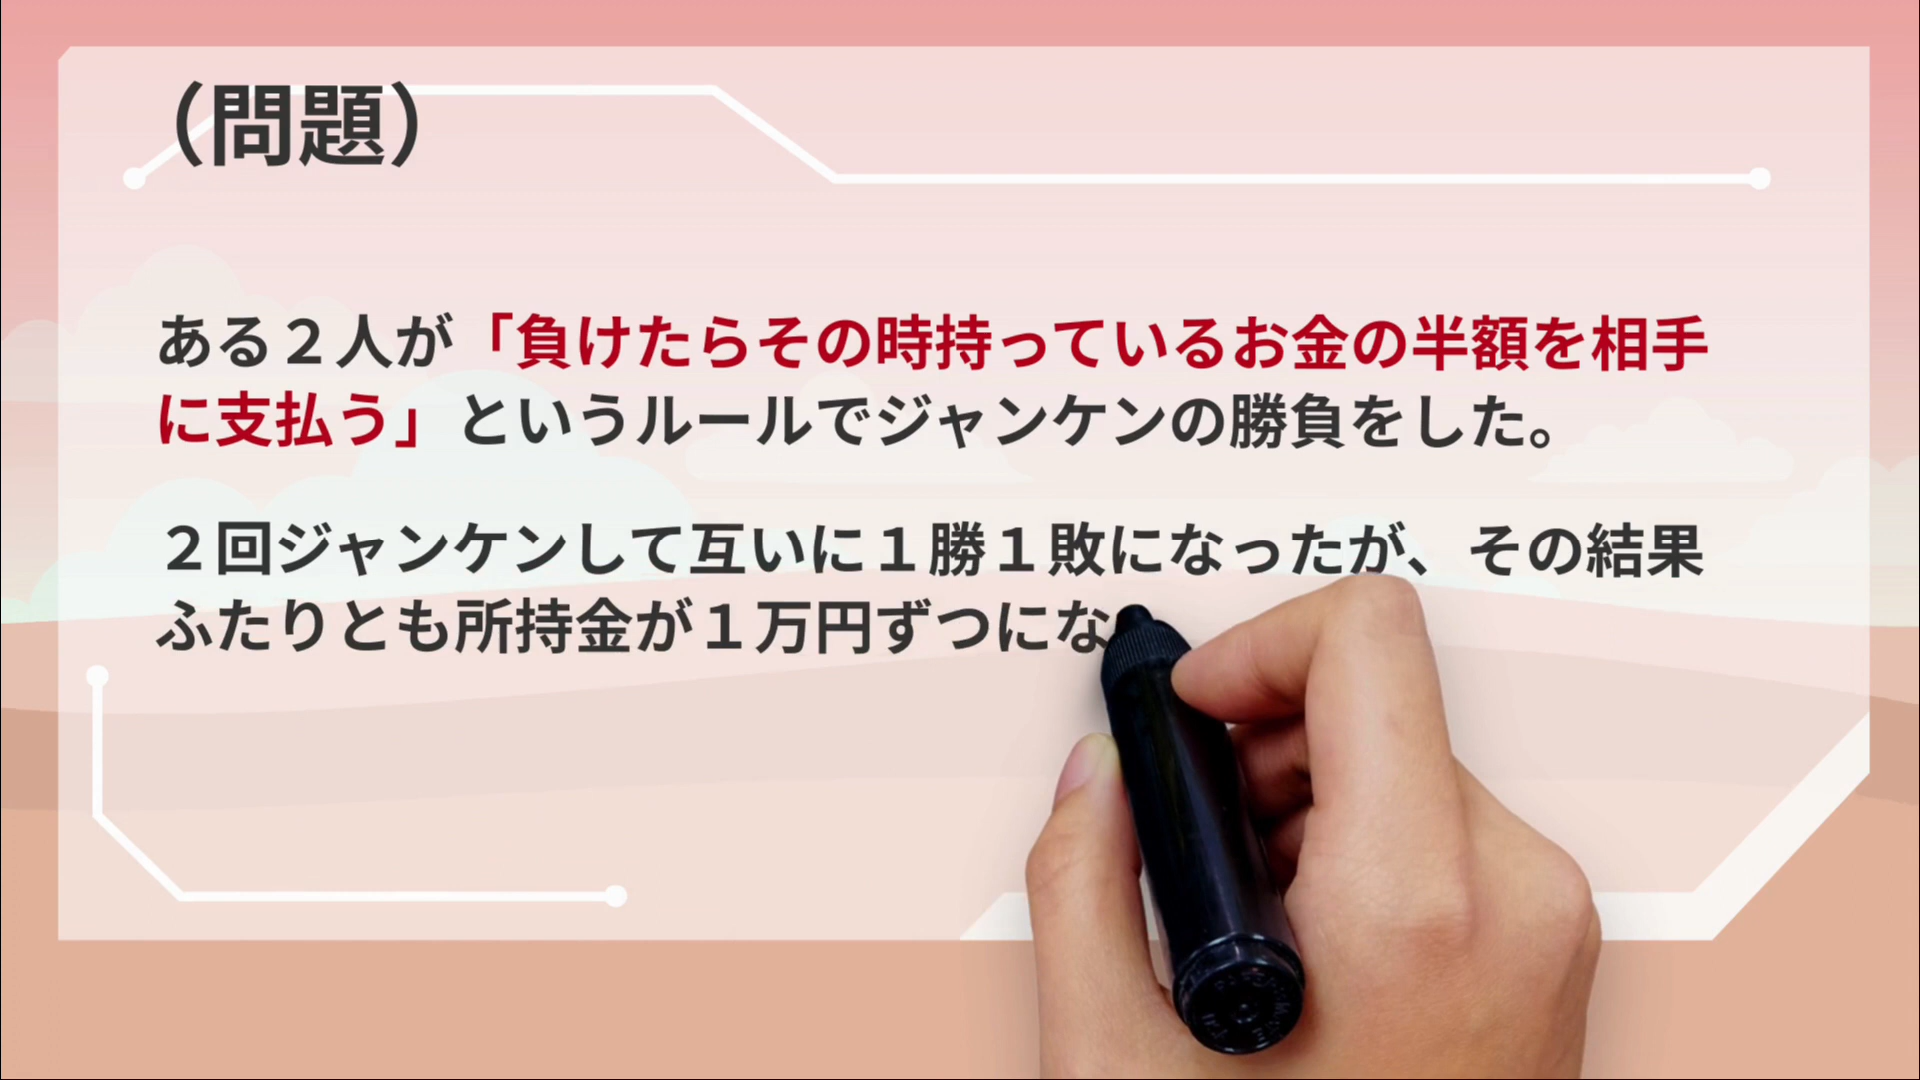 （問題）
ある２人が「負けたらその時持っているお金の半額を相手
に支払う」というルールでジャンケンの勝負をした。
２回ジャンケンして互いに１勝１敗になったが、その結果
ふたりとも所持金が１万円ずつにな